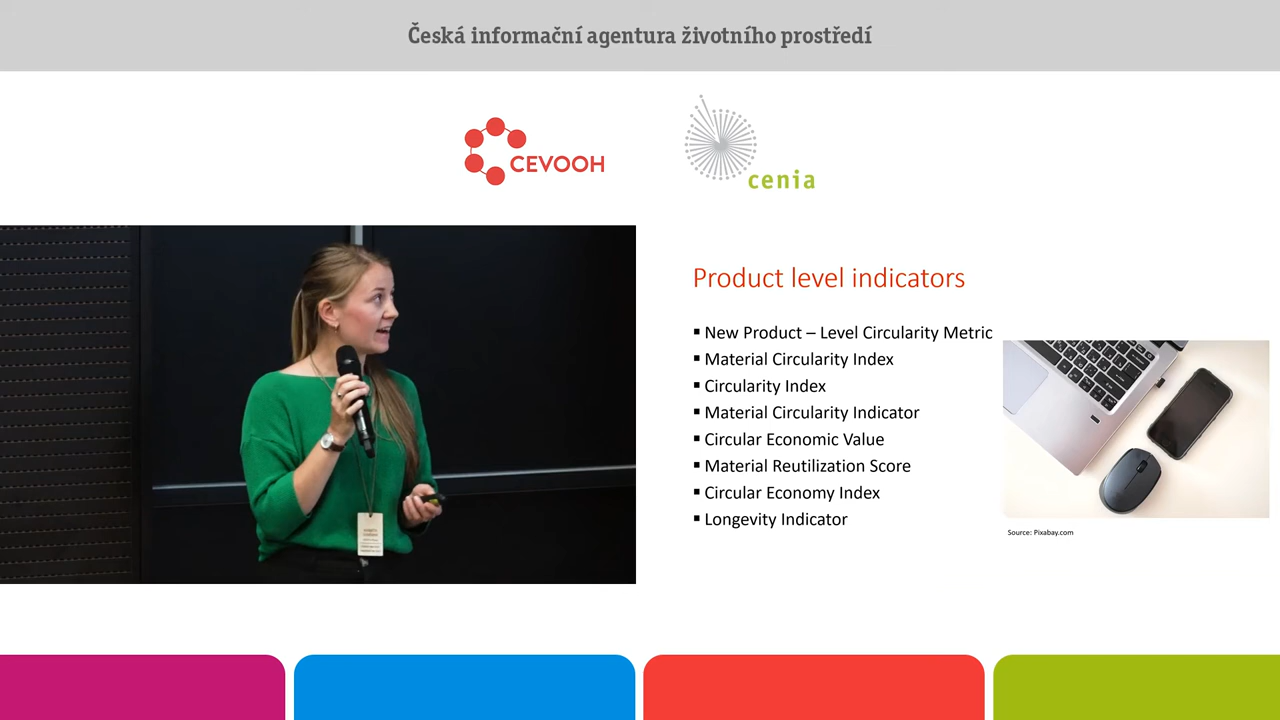 Česká informační agentura životního prostředí
CEVOOH
cenia
Product level indicators
▪ New Product – Level Circularity Metric
▪ Material Circularity Index
▪ Circularity Index
▪ Material Circularity Indicator
▪ Circular Economic Value
▪ Material Reutilization Score
▪ Circular Economy Index
▪ Longevity Indicator
Source: Pixabay.com